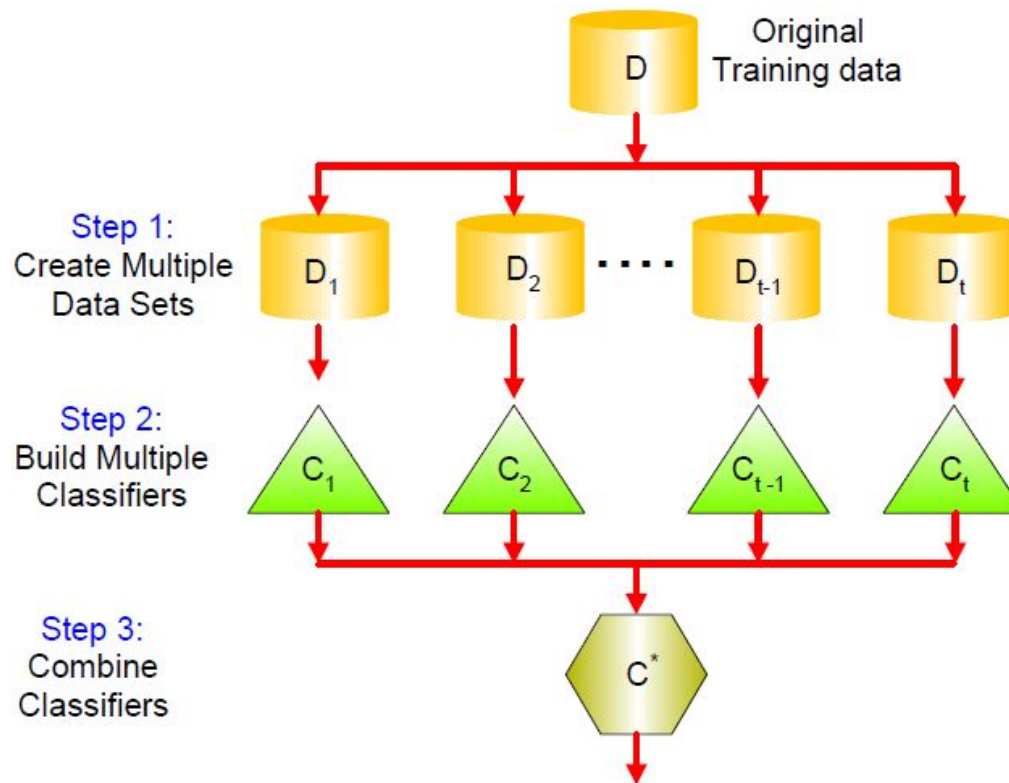 D
Original
Training data
Step 1:
Create Multiple
Data Sets
D₁
D₂
....
Dₜ₋₁
Dₜ
Step 2:
Build Multiple
Classifiers
C₁
C₂
Cₜ₋₁
Cₜ
Step 3:
Combine
Classifiers
C*